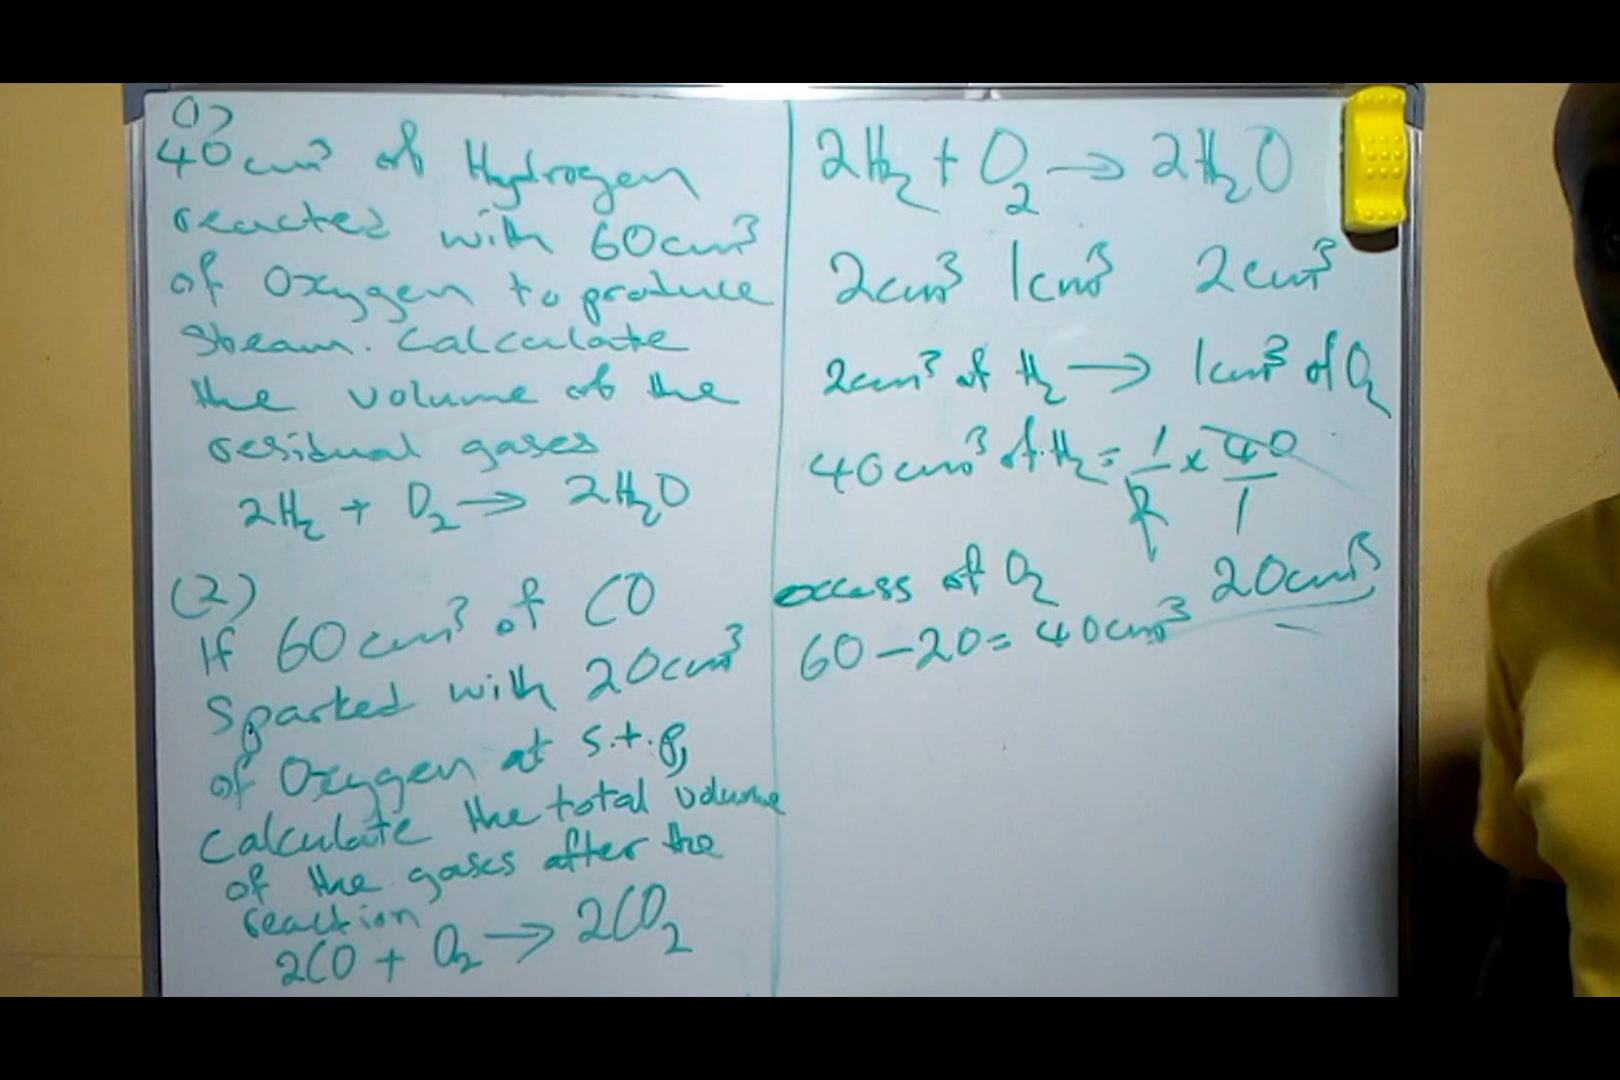 (1)
40cm³ of Hydrogen
reacted with 60cm³
of Oxygen to produce
steam. Calculate
the volume of the
residual gases
2H₂ + O₂ → 2H₂O
(2)
If 60cm³ of CO
Sparked with 20cm³
of Oxygen at s.t.p,
Calculate the total volume
of the gases after the
reaction
2CO + O₂ → 2CO₂
2H₂ + O₂ → 2H₂O
2cm³ 1cm³ 2cm³
2cm³ of H₂ → 1cm³ of O₂
40cm³ of H₂ = 1/2 × 40/1
20cm³
excess of O₂
60 - 20 = 40cm³